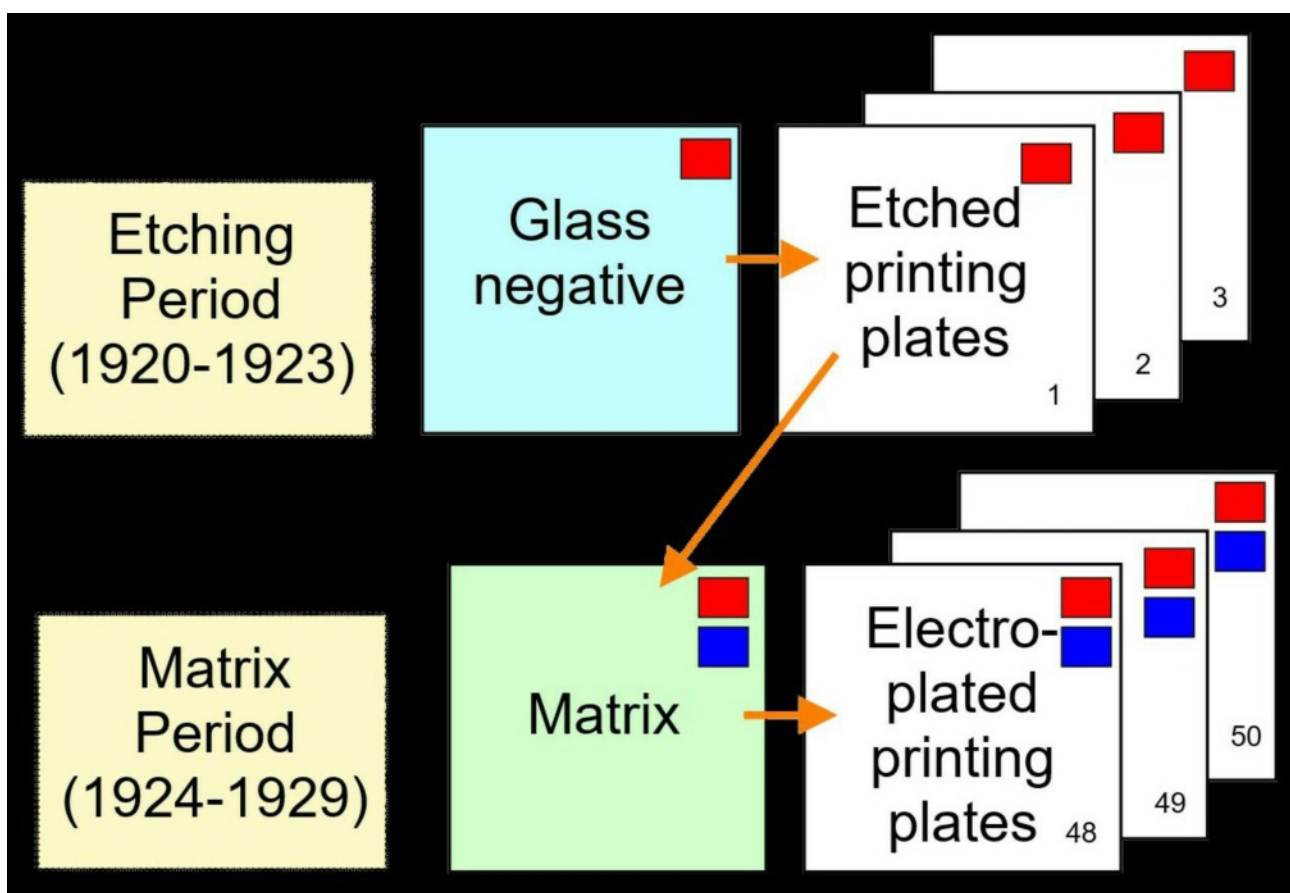 Etching
Period
(1920-1923)
Glass
negative
Etched
printing
plates
1
2
3
Matrix
Period
(1924-1929)
Matrix
Electro-
plated
printing
plates
48
49
50